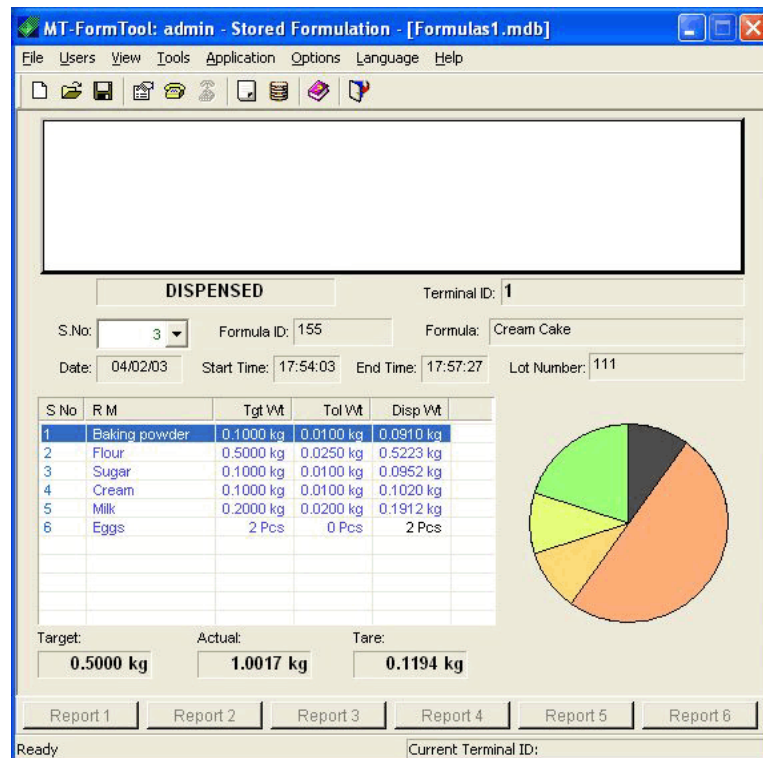 MT-FormTool: admin - Stored Formulation - [Formulas1.mdb]
File Users View Tools Application Options Language Help
DISPENSED Terminal ID: 1
S.No: 3 Formula ID: 155 Formula: Cream Cake
Date: 04/02/03 Start Time: 17:54:03 End Time: 17:57:27 Lot Number: 111
S No R M Tgt Wt Tol Wt Disp Wt
1 Baking powder 0.1000 kg 0.0100 kg 0.0910 kg
2 Flour 0.5000 kg 0.0250 kg 0.5223 kg
3 Sugar 0.1000 kg 0.0100 kg 0.0952 kg
4 Cream 0.1000 kg 0.0100 kg 0.1020 kg
5 Milk 0.2000 kg 0.0200 kg 0.1912 kg
6 Eggs 2 Pcs 0 Pcs 2 Pcs
Target: Actual: Tare:
0.5000 kg 1.0017 kg 0.1194 kg
Report 1 Report 2 Report 3 Report 4 Report 5 Report 6
Ready Current Terminal ID: